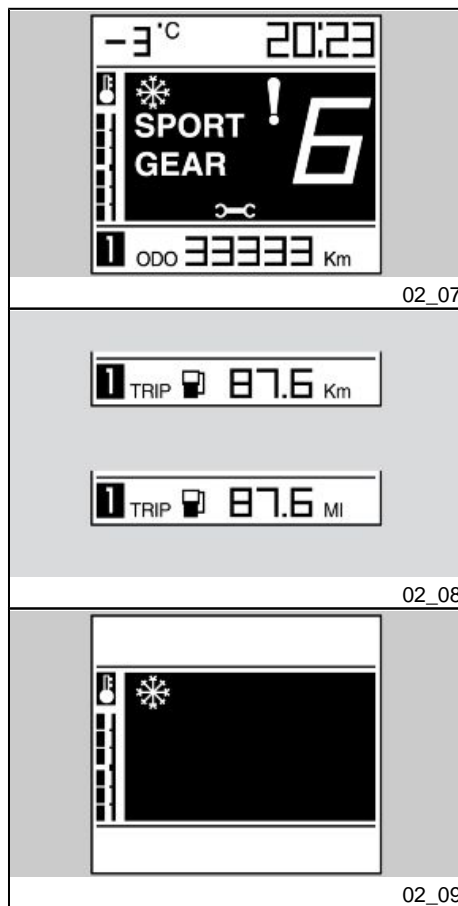 -3°C 20:23
SPORT ! 6
GEAR
1 ODO 33333 Km
02_07
1 TRIP 87.6 Km
1 TRIP 87.6 MI
02_08
02_09